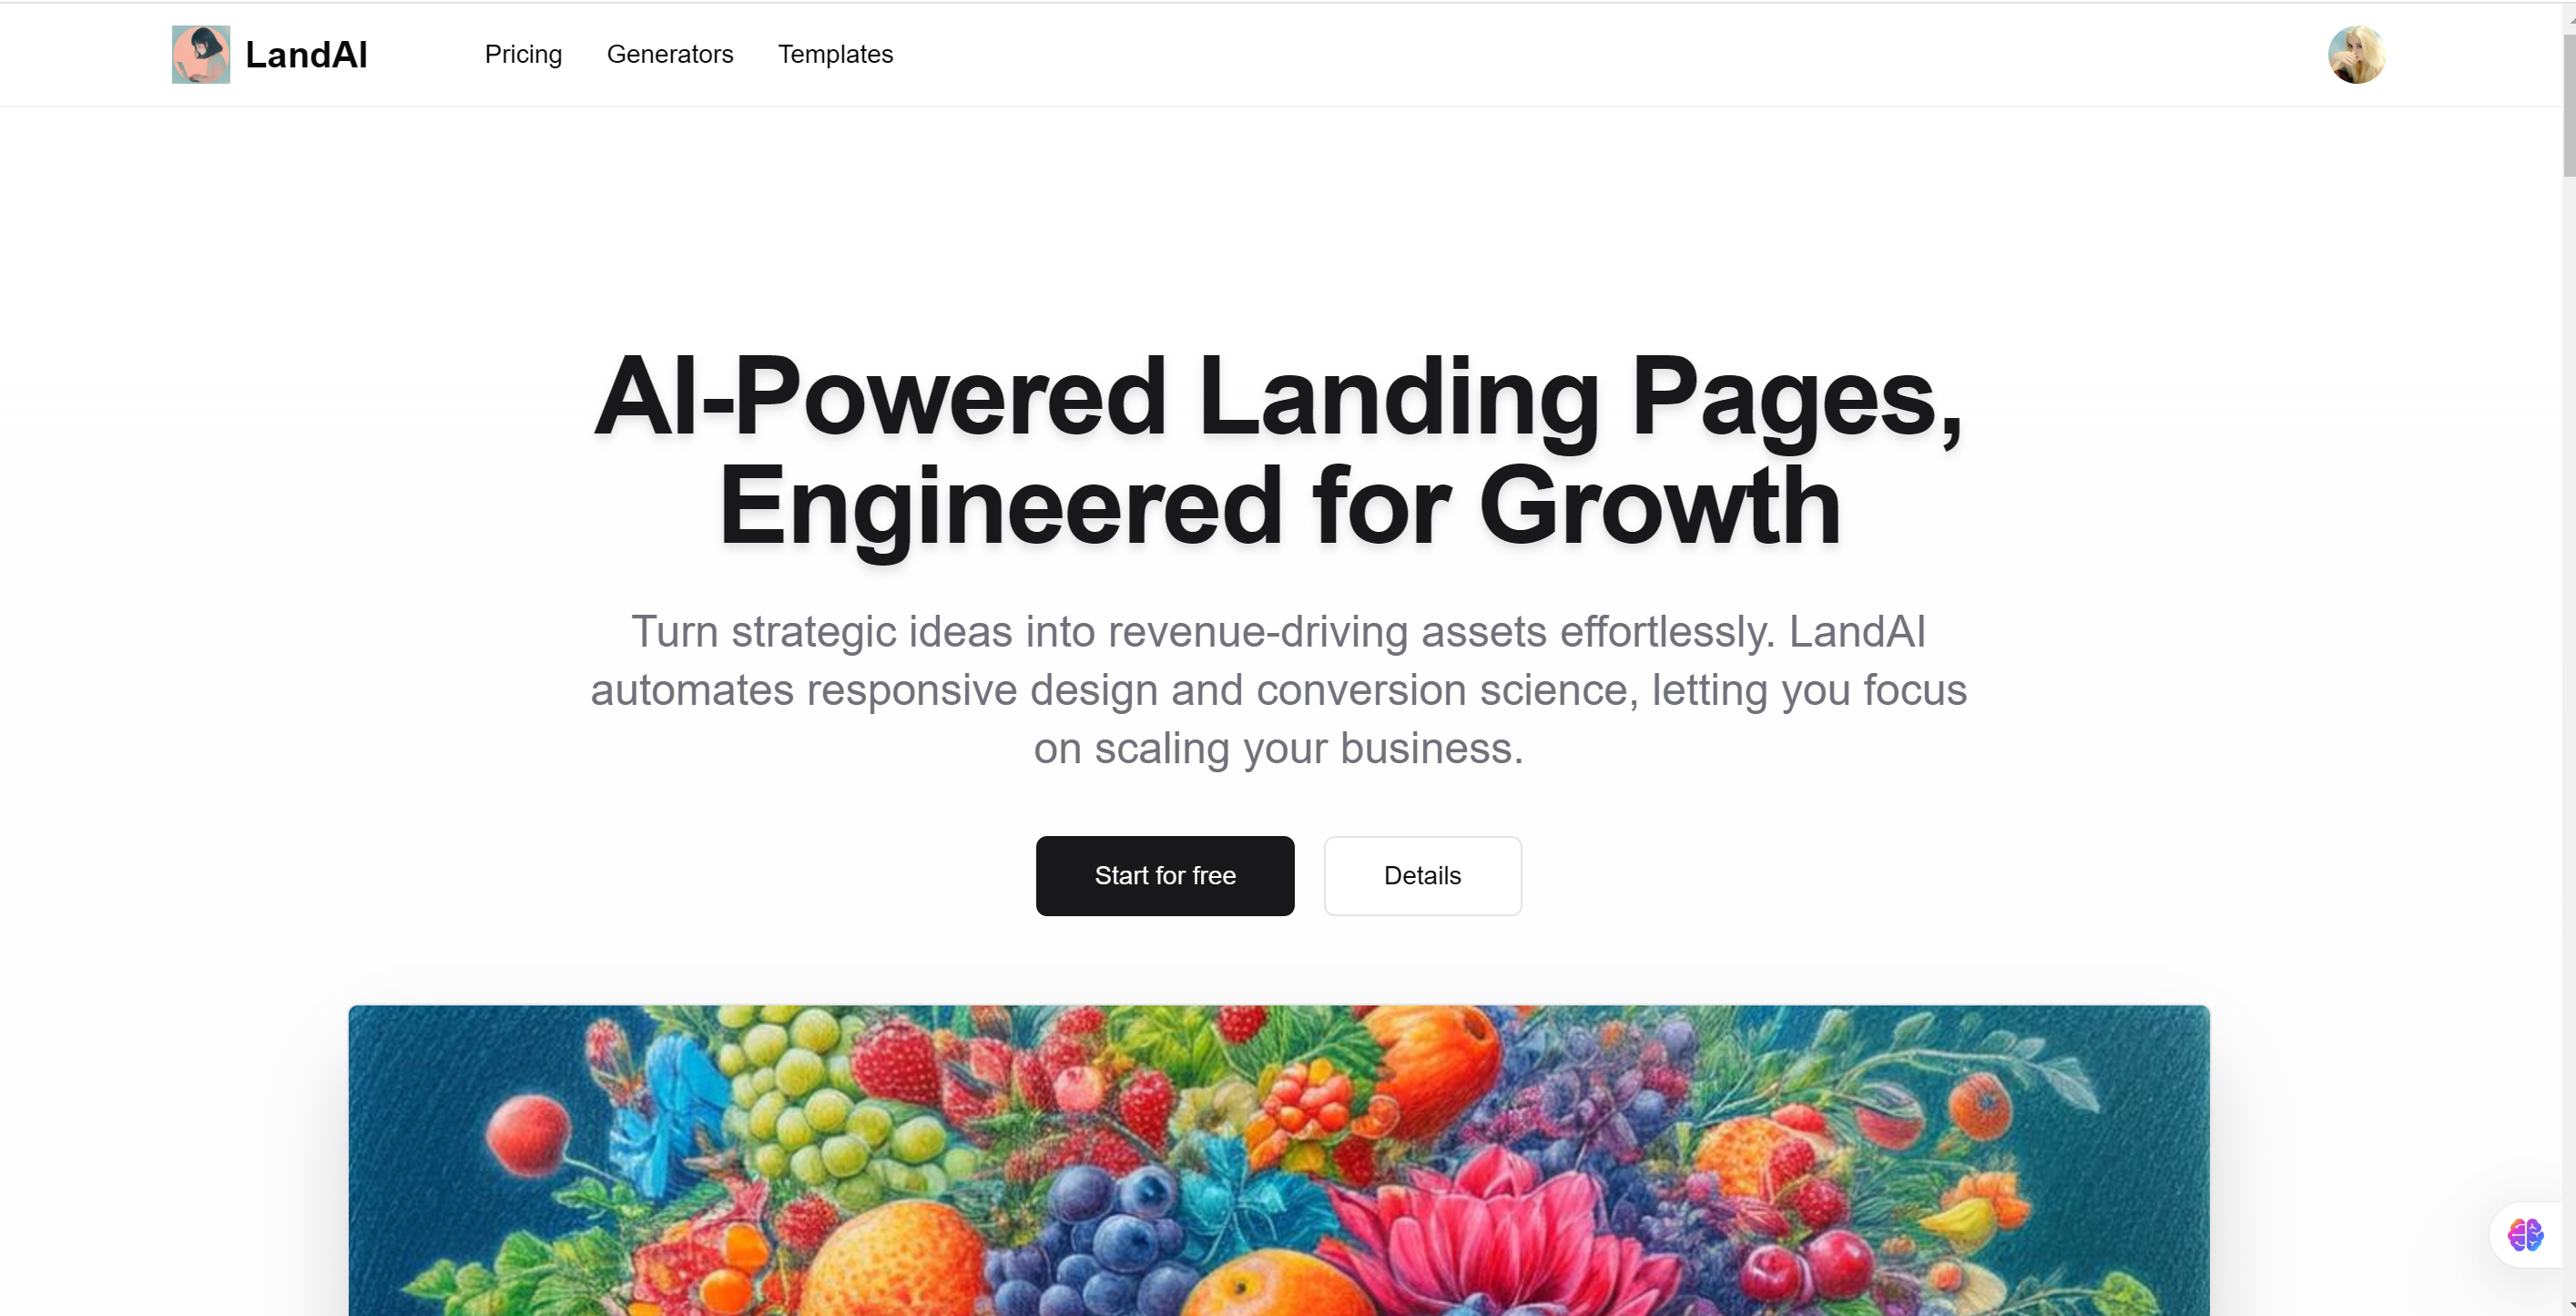 LandAI
Pricing
Generators
Templates
AI-Powered Landing Pages,
Engineered for Growth
Turn strategic ideas into revenue-driving assets effortlessly. LandAI
automates responsive design and conversion science, letting you focus
on scaling your business.
Start for free
Details